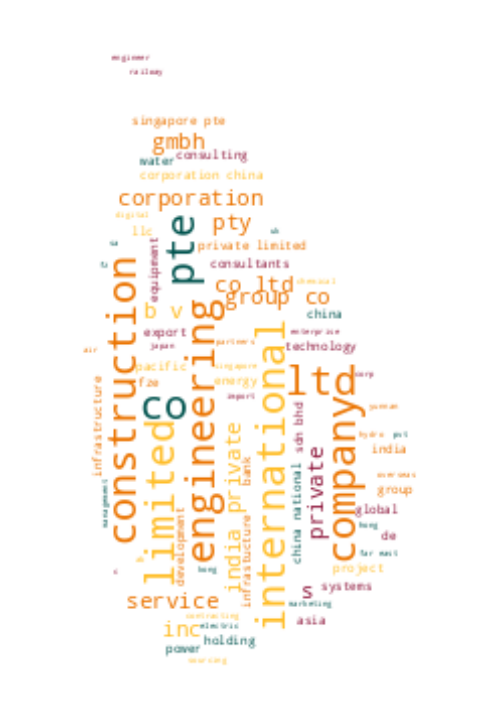 engineer
railway
singapore pte
gmbh
water
consulting
corporation china
corporation
digital
pte
pty
llc
uk
sa
equipment
private limited
construction
consultants
co ltd
chemical
group co
b v
engineering
china
export
enterprise
international
japan
partners
technology
air
pacific
singapore
ltd
corp
fze
energy
infrastructure
import
co
company
yunnan
sdn bhd
limited
india private
hydro
pvt
private
india
bank
china national
overseas
management
group
development
infrastucture
global
hong
de
far east
hong
project
s
systems
service
marketing
contracting
asia
inc
electric
holding
power
sourcing